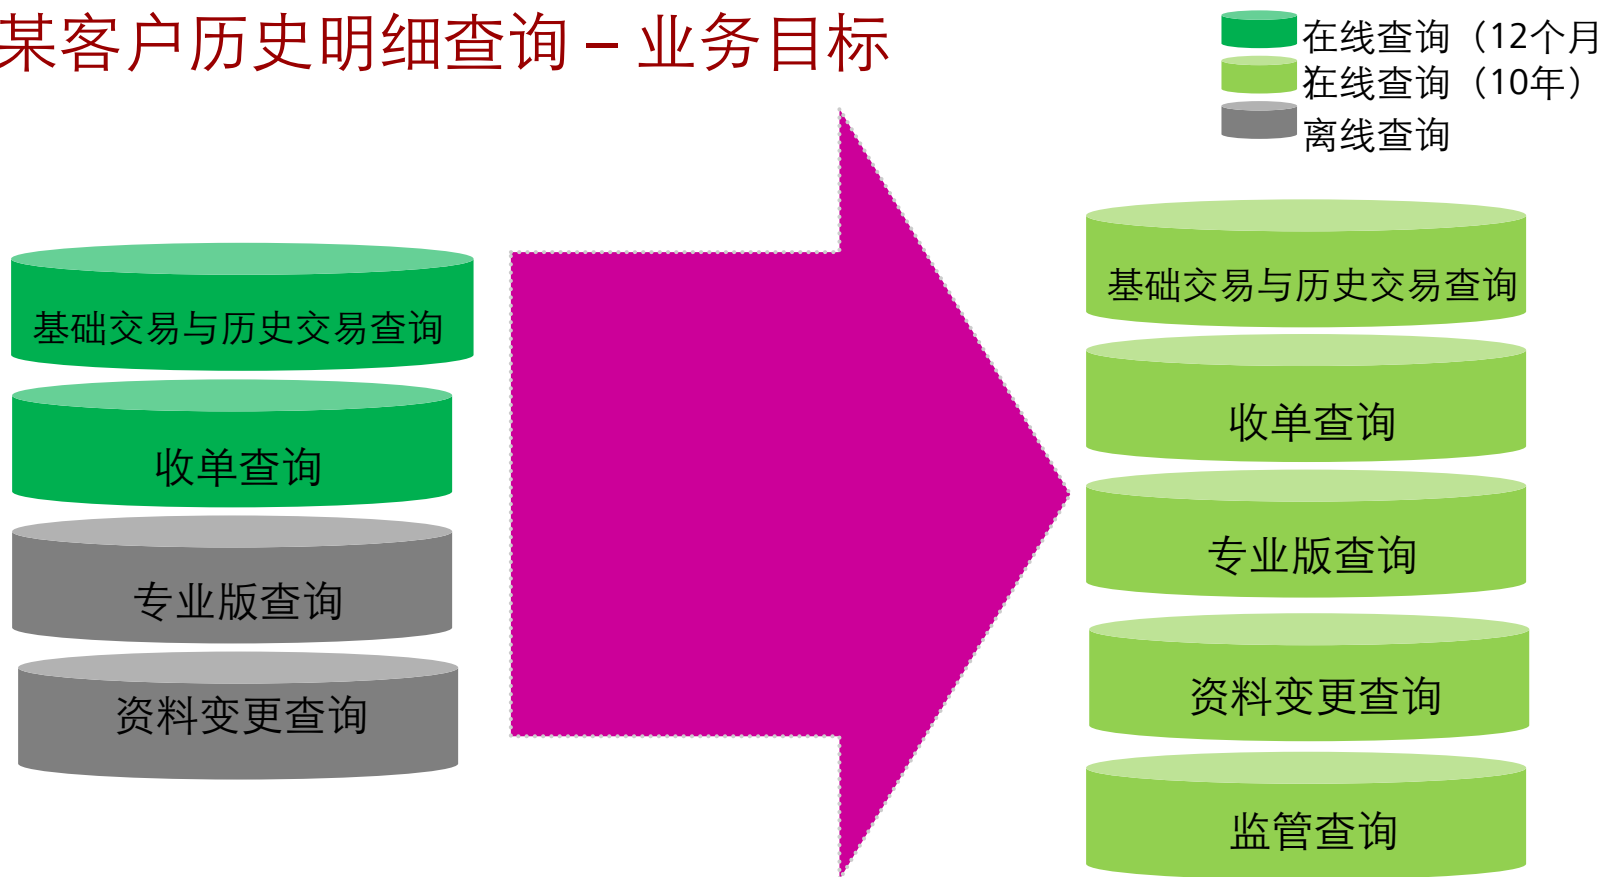 某客户历史明细查询 – 业务目标
在线查询（12个月
）
在线查询（10年）
离线查询
基础交易与历史交易查询
收单查询
专业版查询
资料变更查询
基础交易与历史交易查询
收单查询
专业版查询
资料变更查询
监管查询